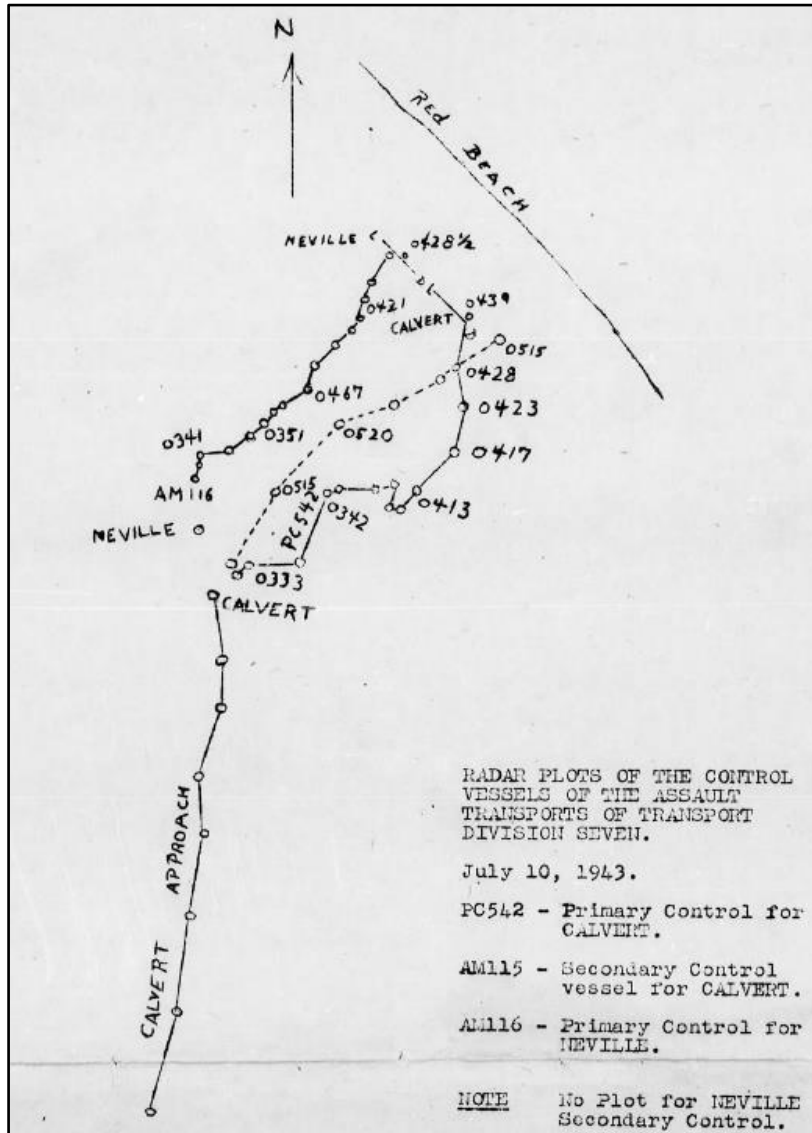 N
Red BEACH
NEVILLE
0428½
0421
0439
CALVERT
0515
0428
0467
0423
0341
0351
0520
0417
AM116
0515
PC542
0342
0413
NEVILLE
0333
CALVERT
CALVERT APPROACH
RADAR PLOTS OF THE CONTROL
VESSELS OF THE ASSAULT
TRANSPORTS OF TRANSPORT
DIVISION SEVEN.
July 10, 1943.
PC542 - Primary Control for
CALVERT.
AM115 - Secondary Control
vessel for CALVERT.
AM116 - Primary Control for
NEVILLE.
NOTE No Plot for NEVILLE
Secondary Control.